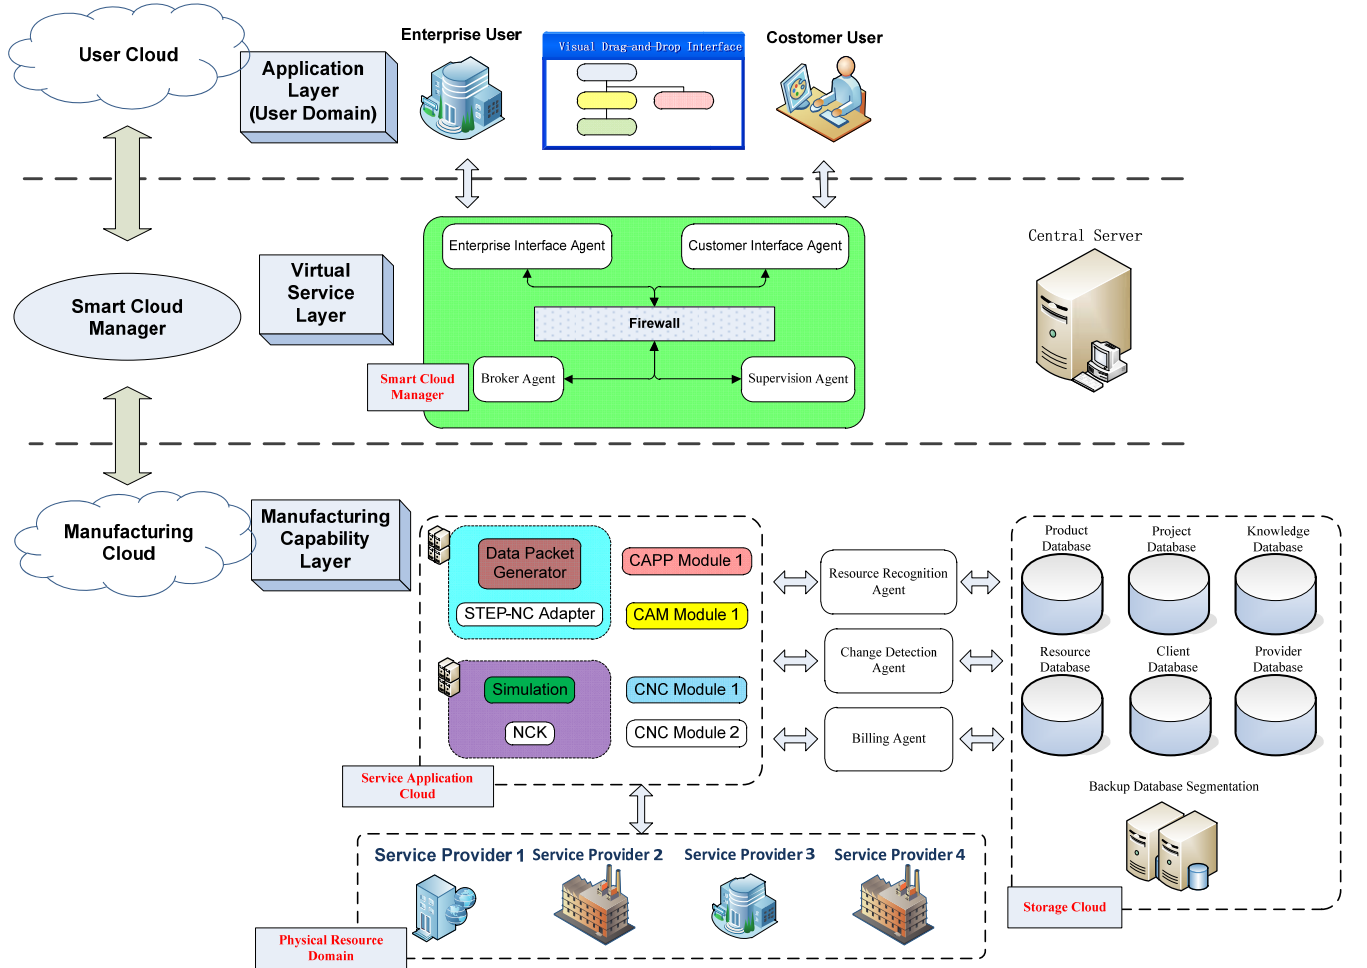 User Cloud
Application
Layer
(User Domain)
Enterprise User
Visual Drag-and-Drop Interface
Costomer User
Smart Cloud
Manager
Virtual
Service
Layer
Enterprise Interface Agent
Customer Interface Agent
Firewall
Broker Agent
Supervision Agent
Smart Cloud
Manager
Central Server
Manufacturing
Cloud
Manufacturing
Capability
Layer
Data Packet
Generator
STEP-NC Adapter
CAPP Module 1
CAM Module 1
Simulation
NCK
CNC Module 1
CNC Module 2
Service Application
Cloud
Resource Recognition
Agent
Change Detection
Agent
Billing Agent
Product
Database
Project
Database
Knowledge
Database
Resource
Database
Client
Database
Provider
Database
Backup Database Segmentation
Storage Cloud
Service Provider 1
Service Provider 2
Service Provider 3
Service Provider 4
Physical Resource
Domain